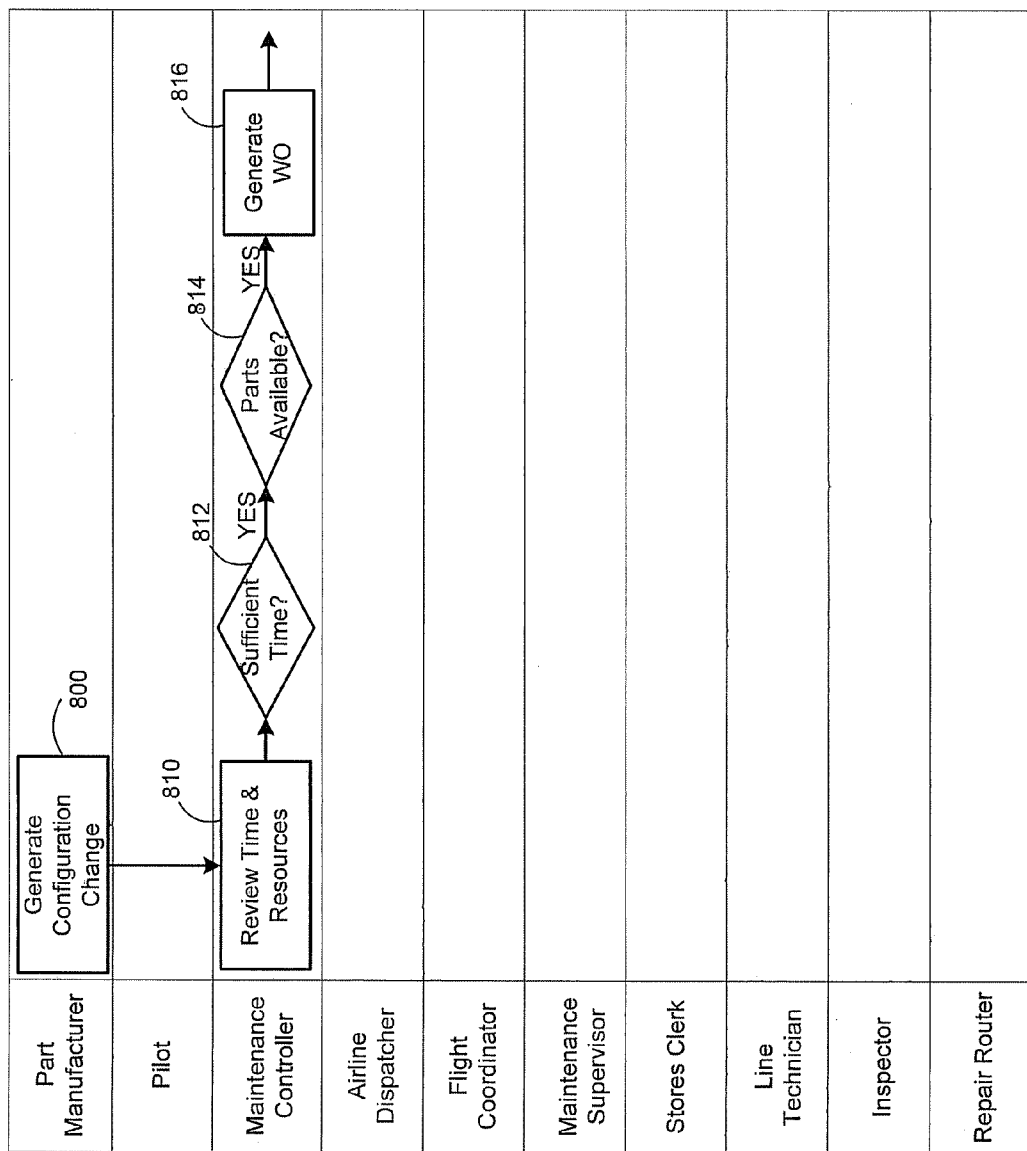 Part
Manufacturer
Generate
Configuration
Change
800
Pilot
Maintenance
Controller
Review Time &
Resources
810
Sufficient
Time?
812
YES
Parts
Available?
814
YES
Generate
WO
816
Airline
Dispatcher
Flight
Coordinator
Maintenance
Supervisor
Stores Clerk
Line
Technician
Inspector
Repair Router